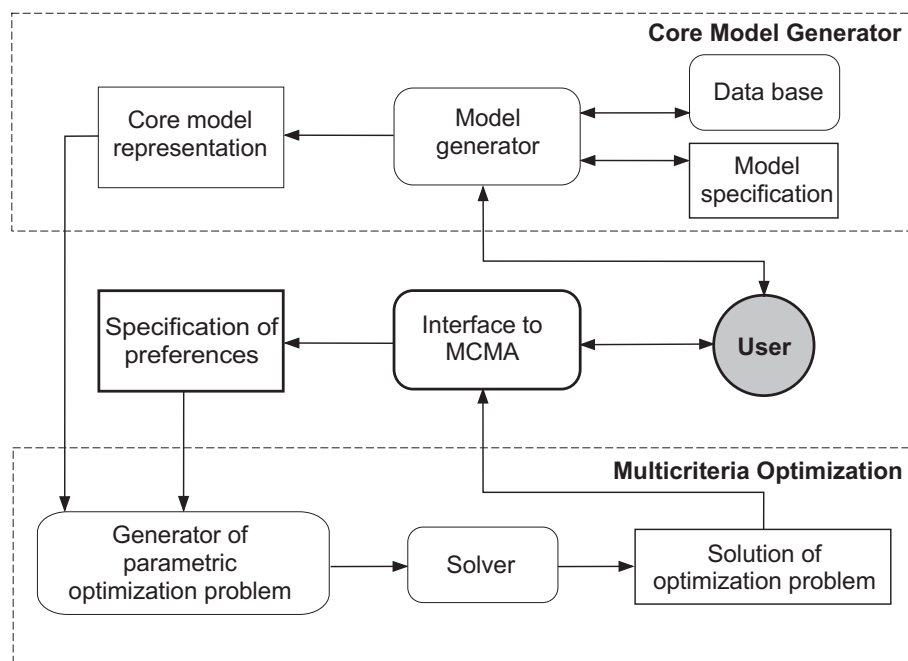 Core Model Generator
Core model
representation
Model
generator
Data base
Model
specification
Specification of
preferences
Interface to
MCMA
User
Multicriteria Optimization
Generator of
parametric
optimization problem
Solver
Solution of
optimization problem